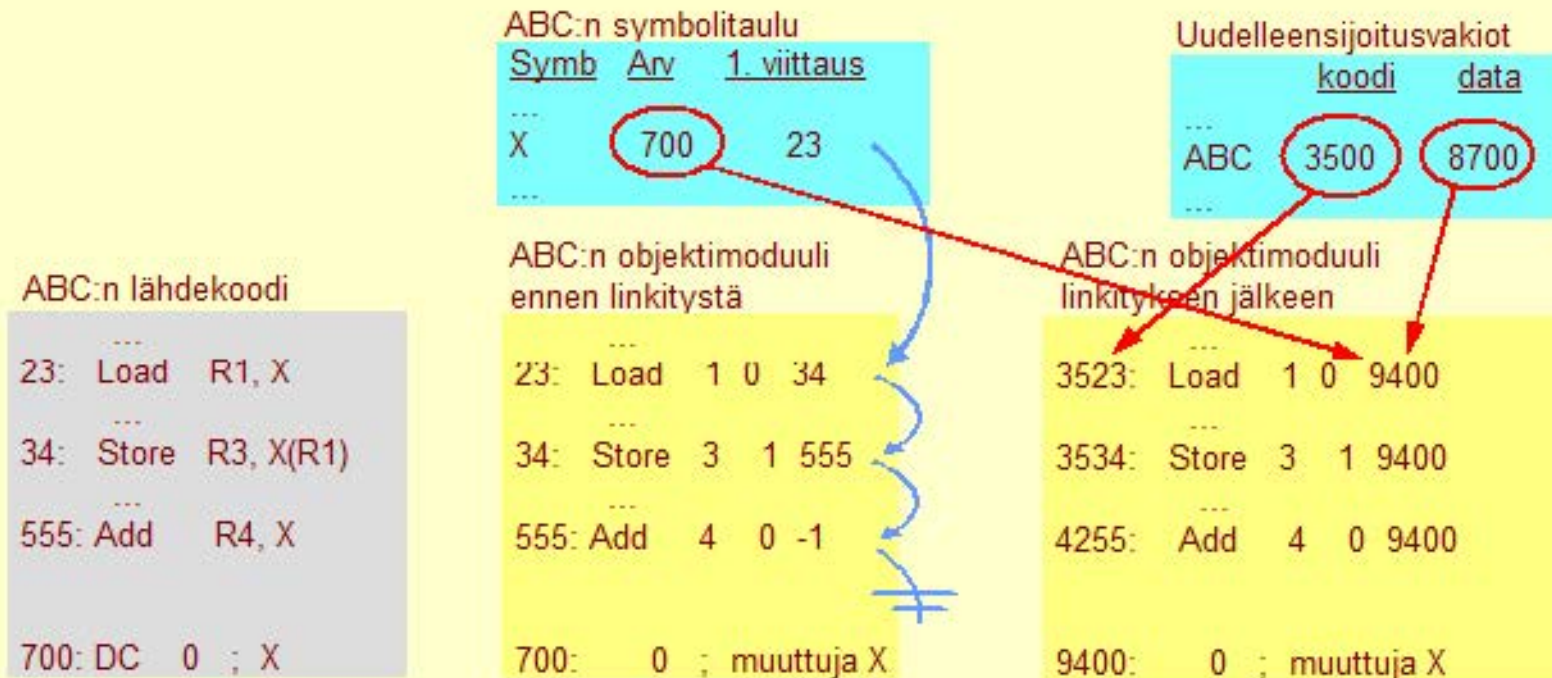 ABC:n symbolitaulu
Symb Arv 1. viittaus
...
X 700 23
...
Uudelleensijoitusvakiot
koodi data
...
ABC 3500 8700
...
ABC:n lähdekoodi
...
23: Load R1, X
...
34: Store R3, X(R1)
...
555: Add R4, X
700: DC 0 ; X
ABC:n objektimoduuli
ennen linkitystä
...
23: Load 1 0 34
...
34: Store 3 1 555
...
555: Add 4 0 -1
700: 0 ; muuttuja X
ABC:n objektimoduuli
linkityksen jälkeen
...
3523: Load 1 0 9400
...
3534: Store 3 1 9400
...
4255: Add 4 0 9400
9400: 0 ; muuttuja X